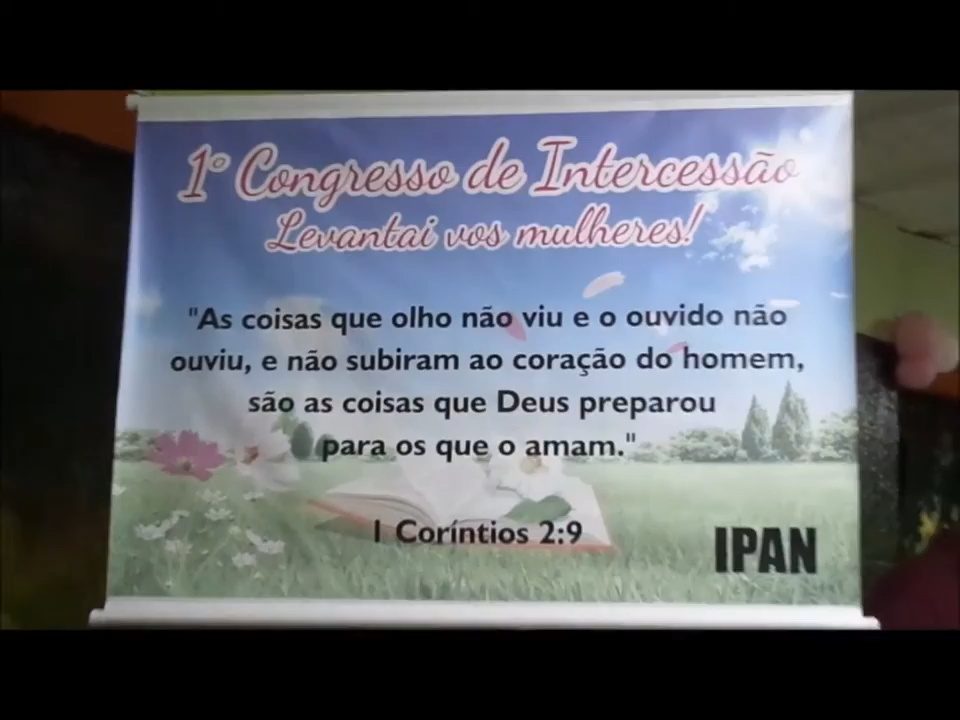 1º Congresso de Intercessão
Levantai vos mulheres!
"As coisas que olho não viu e o ouvido não
ouviu, e não subiram ao coração do homem,
são as coisas que Deus preparou
para os que o amam."
1 Coríntios 2:9
IPAN